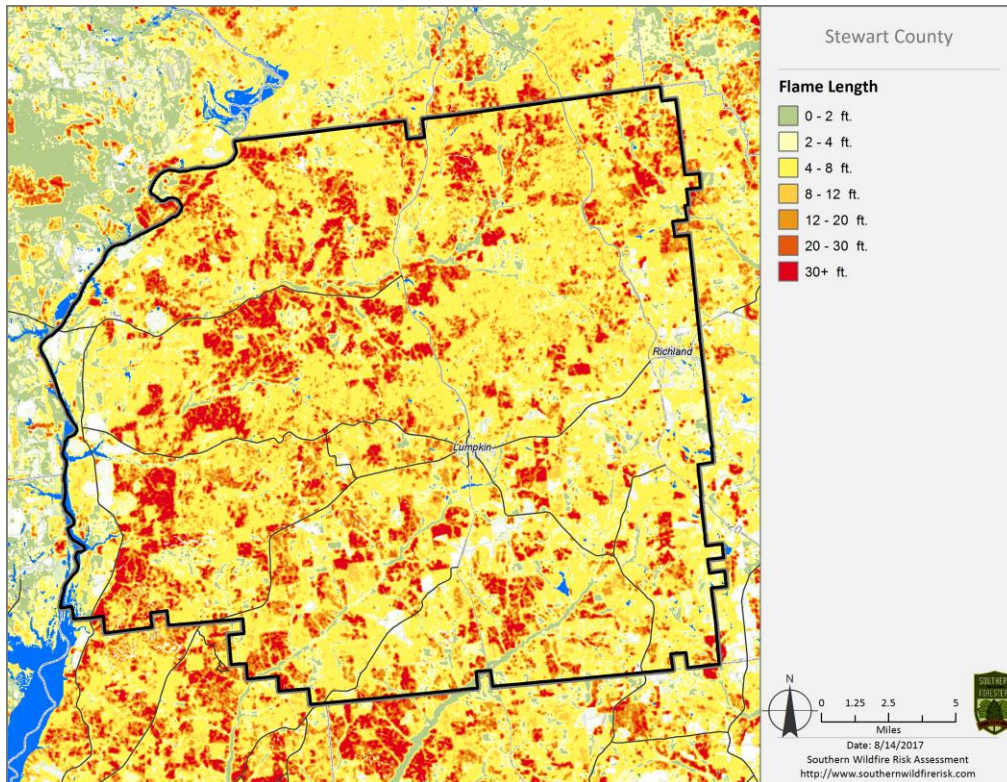 Stewart County
Flame Length
0 - 2 ft.
2 - 4 ft.
4 - 8 ft.
8 - 12 ft.
12 - 20 ft.
20 - 30 ft.
30+ ft.
Richland
Lumpkin
N
0 1.25 2.5 5
Miles
Date: 8/14/2017
Southern Wildfire Risk Assessment
http://www.southernwildfirerisk.com
SOUTHERN